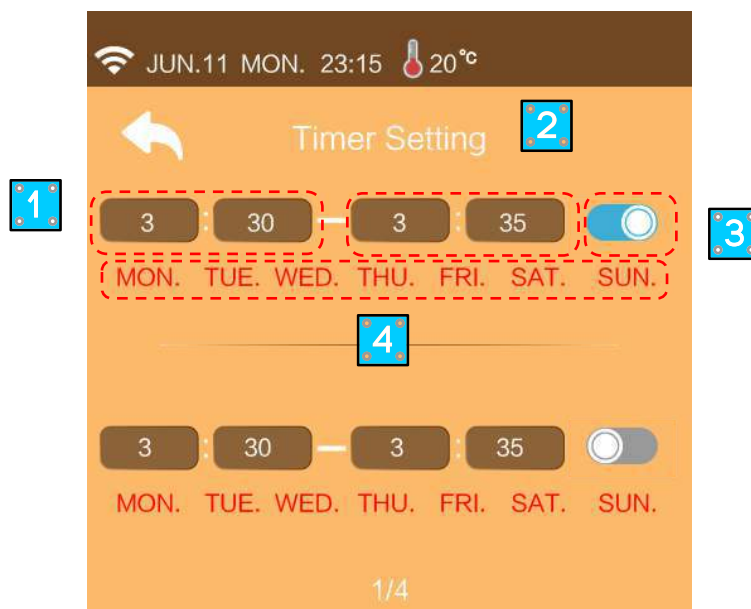 JUN.11 MON. 23:15 20℃
Timer Setting 2
1 3 : 30 — 3 : 35 3
MON. TUE. WED. THU. FRI. SAT. SUN.
4
3 : 30 — 3 : 35
MON. TUE. WED. THU. FRI. SAT. SUN.
1/4